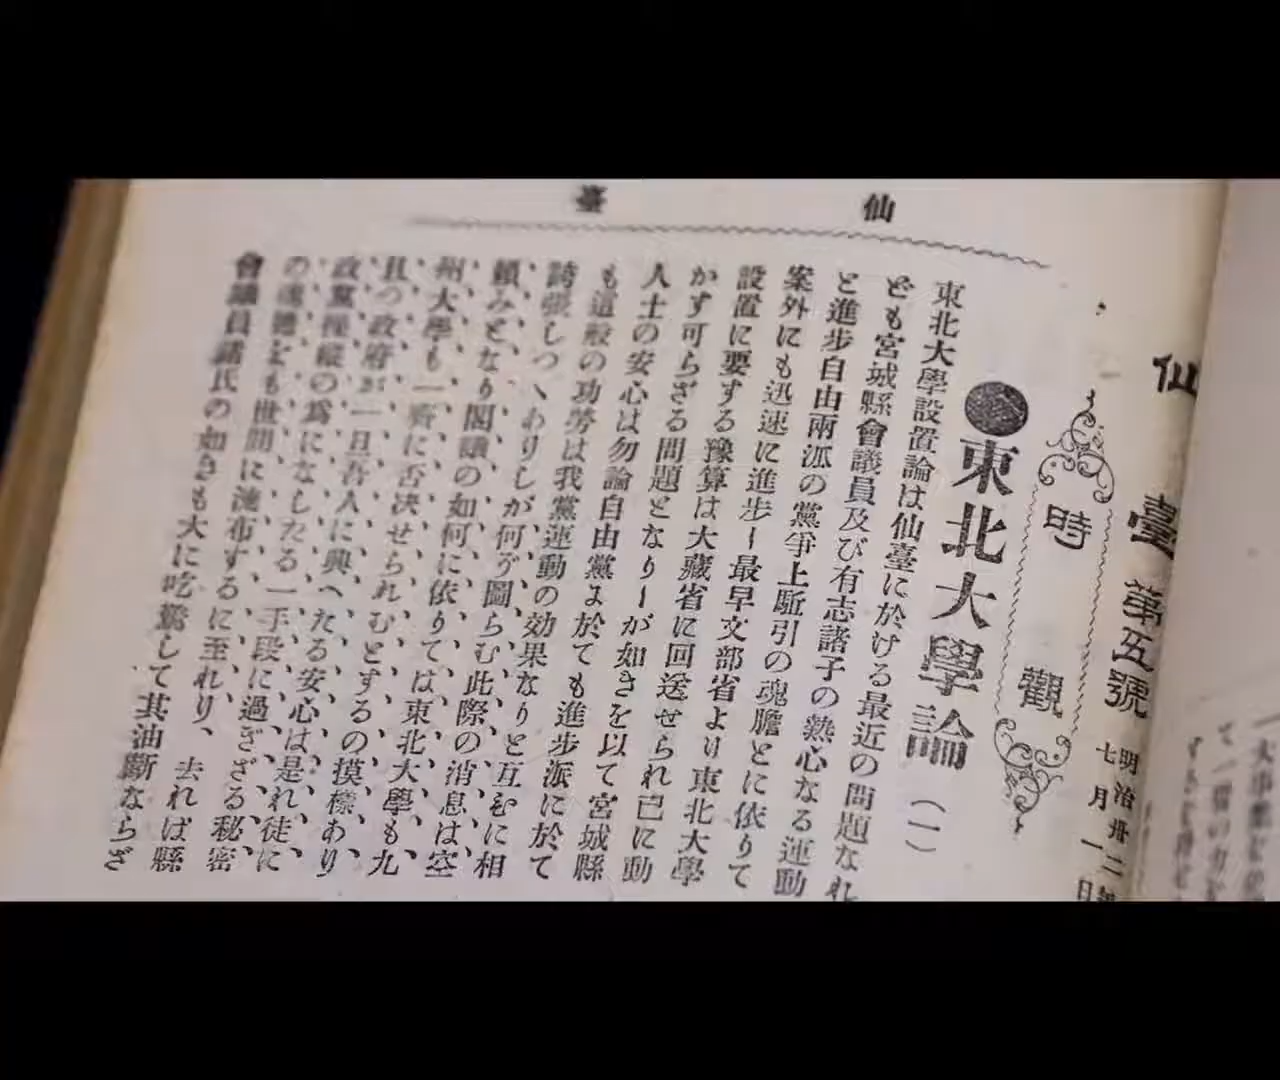 仙臺
仙臺 第五號 明治卅二年七月一日
時觀
●東北大學論(一)
東北大學設置論は仙臺に於ける最近の問題なれ
ども宮城縣會議員及び有志諸子の熱心なる運動
と進步自由兩派の黨爭上駈引の魂膽とに依りて
案外にも迅速に進步し最早文部省より東北大學
設置に要する豫算は大藏省に回送せられ已に動
かす可らざる問題となりしが如きを以て宮城縣
人士の安心は勿論自由黨に於ても進步派に於て
も這般の功勞は我黨運動の効果なりと互に相
誇張しつゝありしが何ぞ圖らむ此際の消息は空
賴みとなり閣議の如何に依りては東北大學も九
州大學も一齊に否决せられむとするの摸樣あり
且つ政府が一日吾人に與へたる安心は是れ徒に
政黨操縱の爲になしたる一手段に過ぎざる秘密
の魂膽とも世間に流布するに至れり、去れば縣
會議員諸氏の如きも大に吃驚して其油斷ならざ